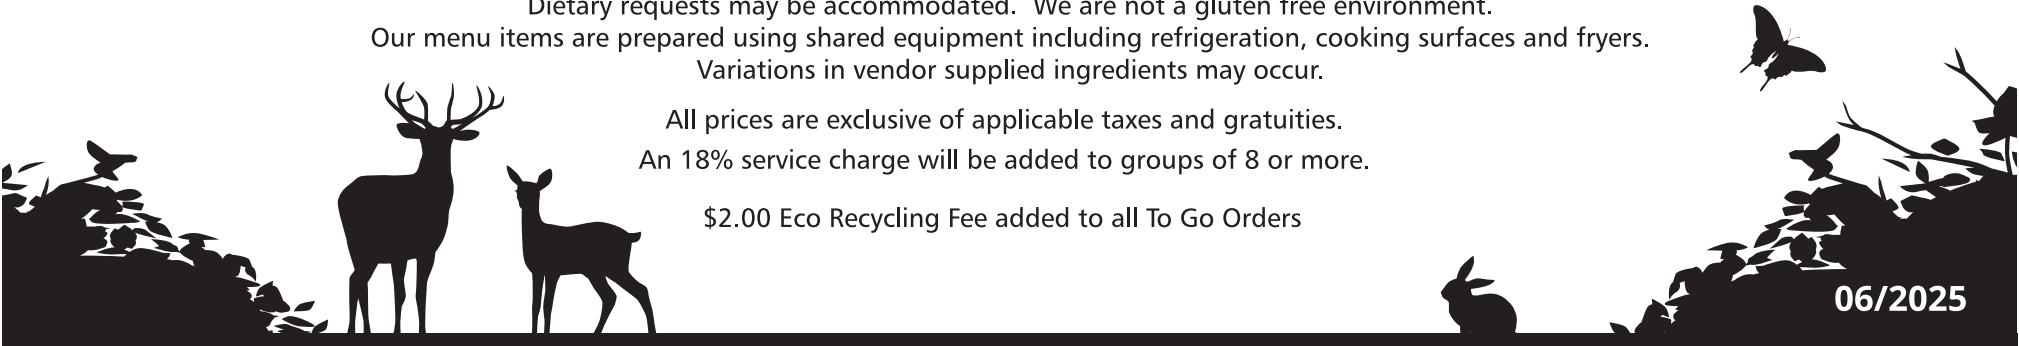 Dietary requests may be accommodated.  We are not a gluten free environment.
Our menu items are prepared using shared equipment including refrigeration, cooking surfaces and fryers.
Variations in vendor supplied ingredients may occur.
All prices are exclusive of applicable taxes and gratuities.
An 18% service charge will be added to groups of 8 or more.
$2.00 Eco Recycling Fee added to all To Go Orders
06/2025